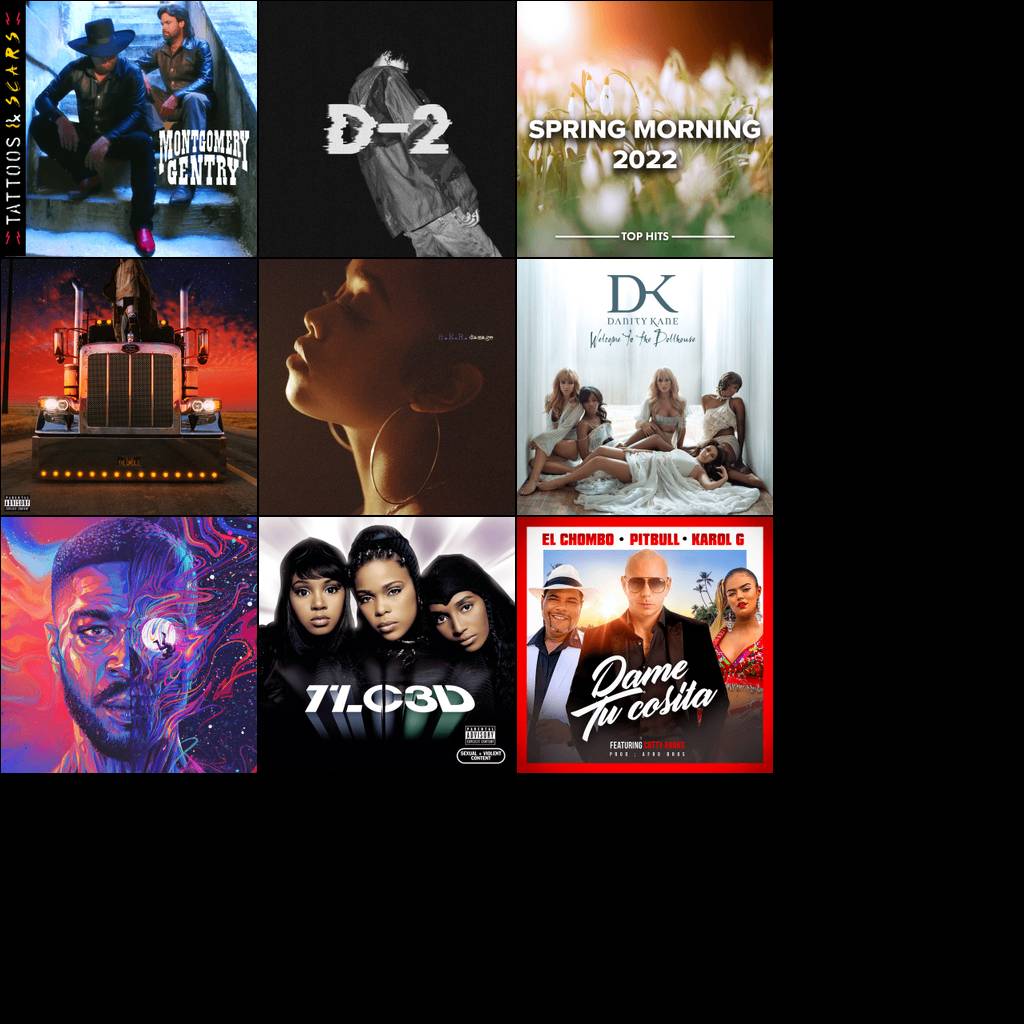 TATTOOS & SCARS
MONTGOMERY
GENTRY
D-2
SPRING MORNING
2022
TOP HITS
PARENTAL
ADVISORY
EXPLICIT CONTENT
H.E.R. damage
DK
DANITY KANE
Welcome to the Dollhouse
TLC3D
PARENTAL
ADVISORY
EXPLICIT CONTENT
SEXUAL + VIOLENT
CONTENT
EL CHOMBO • PITBULL • KAROL G
Dame
Tu cosita
FEATURING CUTTY RANKS
PROD : AFRO BROS